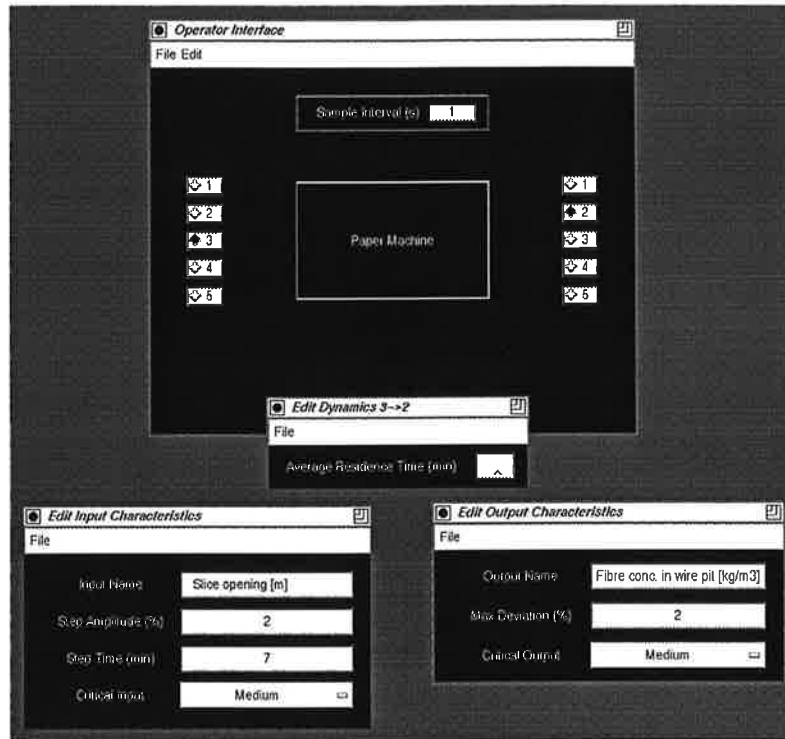 Operator Interface
File Edit
Sample Interval (s) 1
1 1
2 2
3 Paper Machine 3
4 4
5 5
Edit Dynamics 3->2
File
Average Residence Time (min)
Edit Input Characteristics
File
Input Name Slice opening [m]
Step Amplitude (%) 2
Step Time (min) 7
Critical Input Medium
Edit Output Characteristics
File
Output Name Fibre conc. in wire pit [kg/m3]
Max Deviation (%) 2
Critical Output Medium